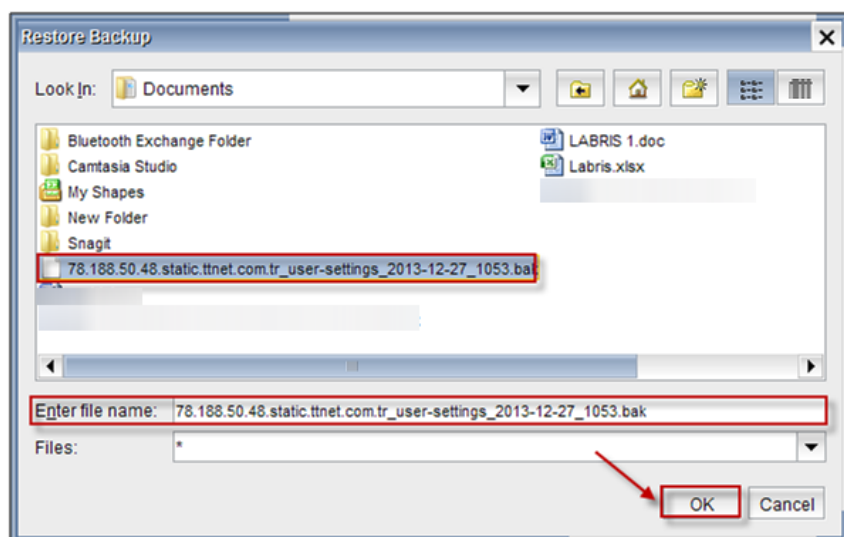 Restore Backup
Look In: Documents
Bluetooth Exchange Folder
Camtasia Studio
My Shapes
New Folder
Snagit
78.188.50.48.static.ttnet.com.tr_user-settings_2013-12-27_1053.bak
LABRIS 1.doc
Labris.xlsx
Enter file name: 78.188.50.48.static.ttnet.com.tr_user-settings_2013-12-27_1053.bak
Files: *
OK Cancel